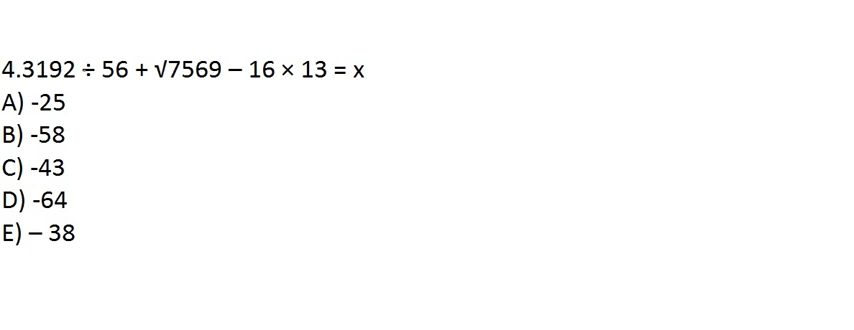 4.3192 ÷ 56 + √7569 – 16 × 13 = x
A) -25
B) -58
C) -43
D) -64
E) – 38